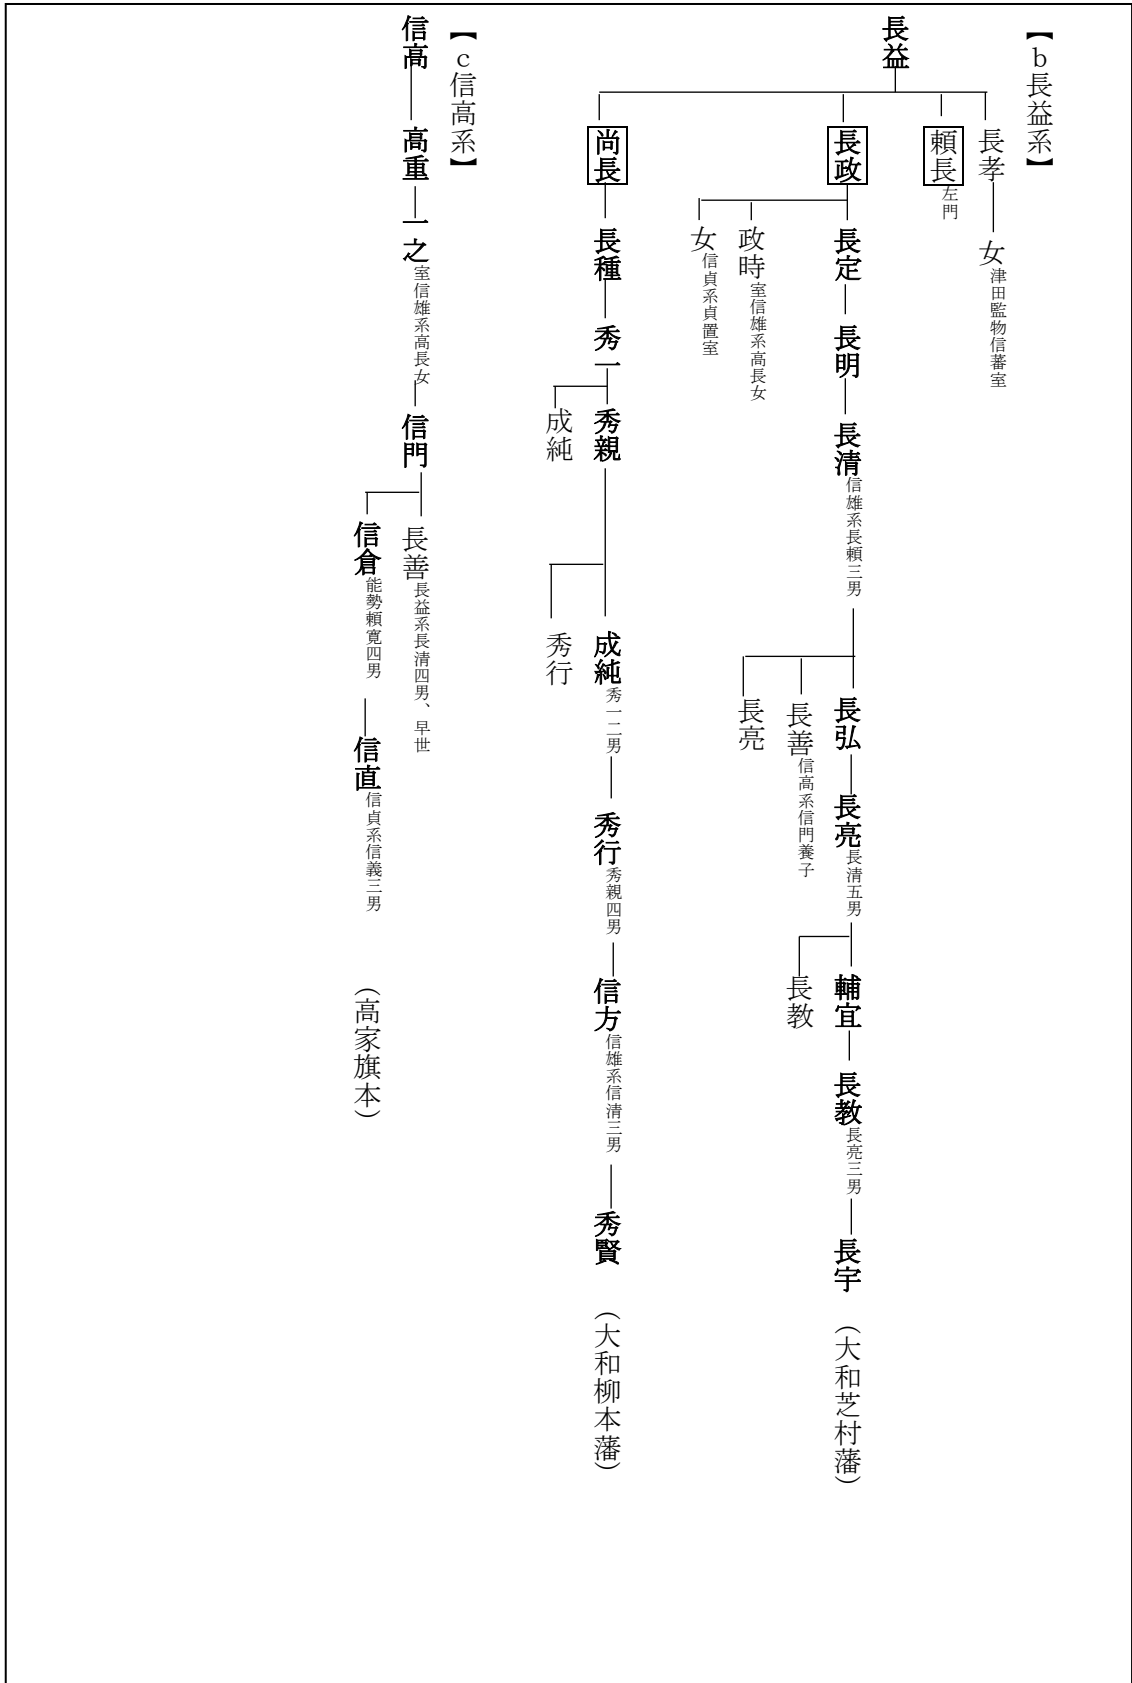 【b長益系】
長益
長孝
女 津田監物信番室
頼長 左門
長政
長定
長明
長清 信雄系長頼三男
長弘
長亮 長清五男
輔宜
長教 長亮三男
長宇
（大和芝村藩）
長善 信高系信門養子
長教
政時 室信雄系高長女
長亮
女 信貞系貞置室
尚長
長種
秀一
秀親
成純 秀一二男
秀行 秀親四男
信方 信雄系信清三男
秀賢
（大和柳本藩）
成純
秀行
【c信高系】
信高
高重
一之 室信雄系高長女
信門
長善 長益系長清四男、早世
信倉 能勢頼寛四男
信直 信貞系信義三男
（高家旗本）